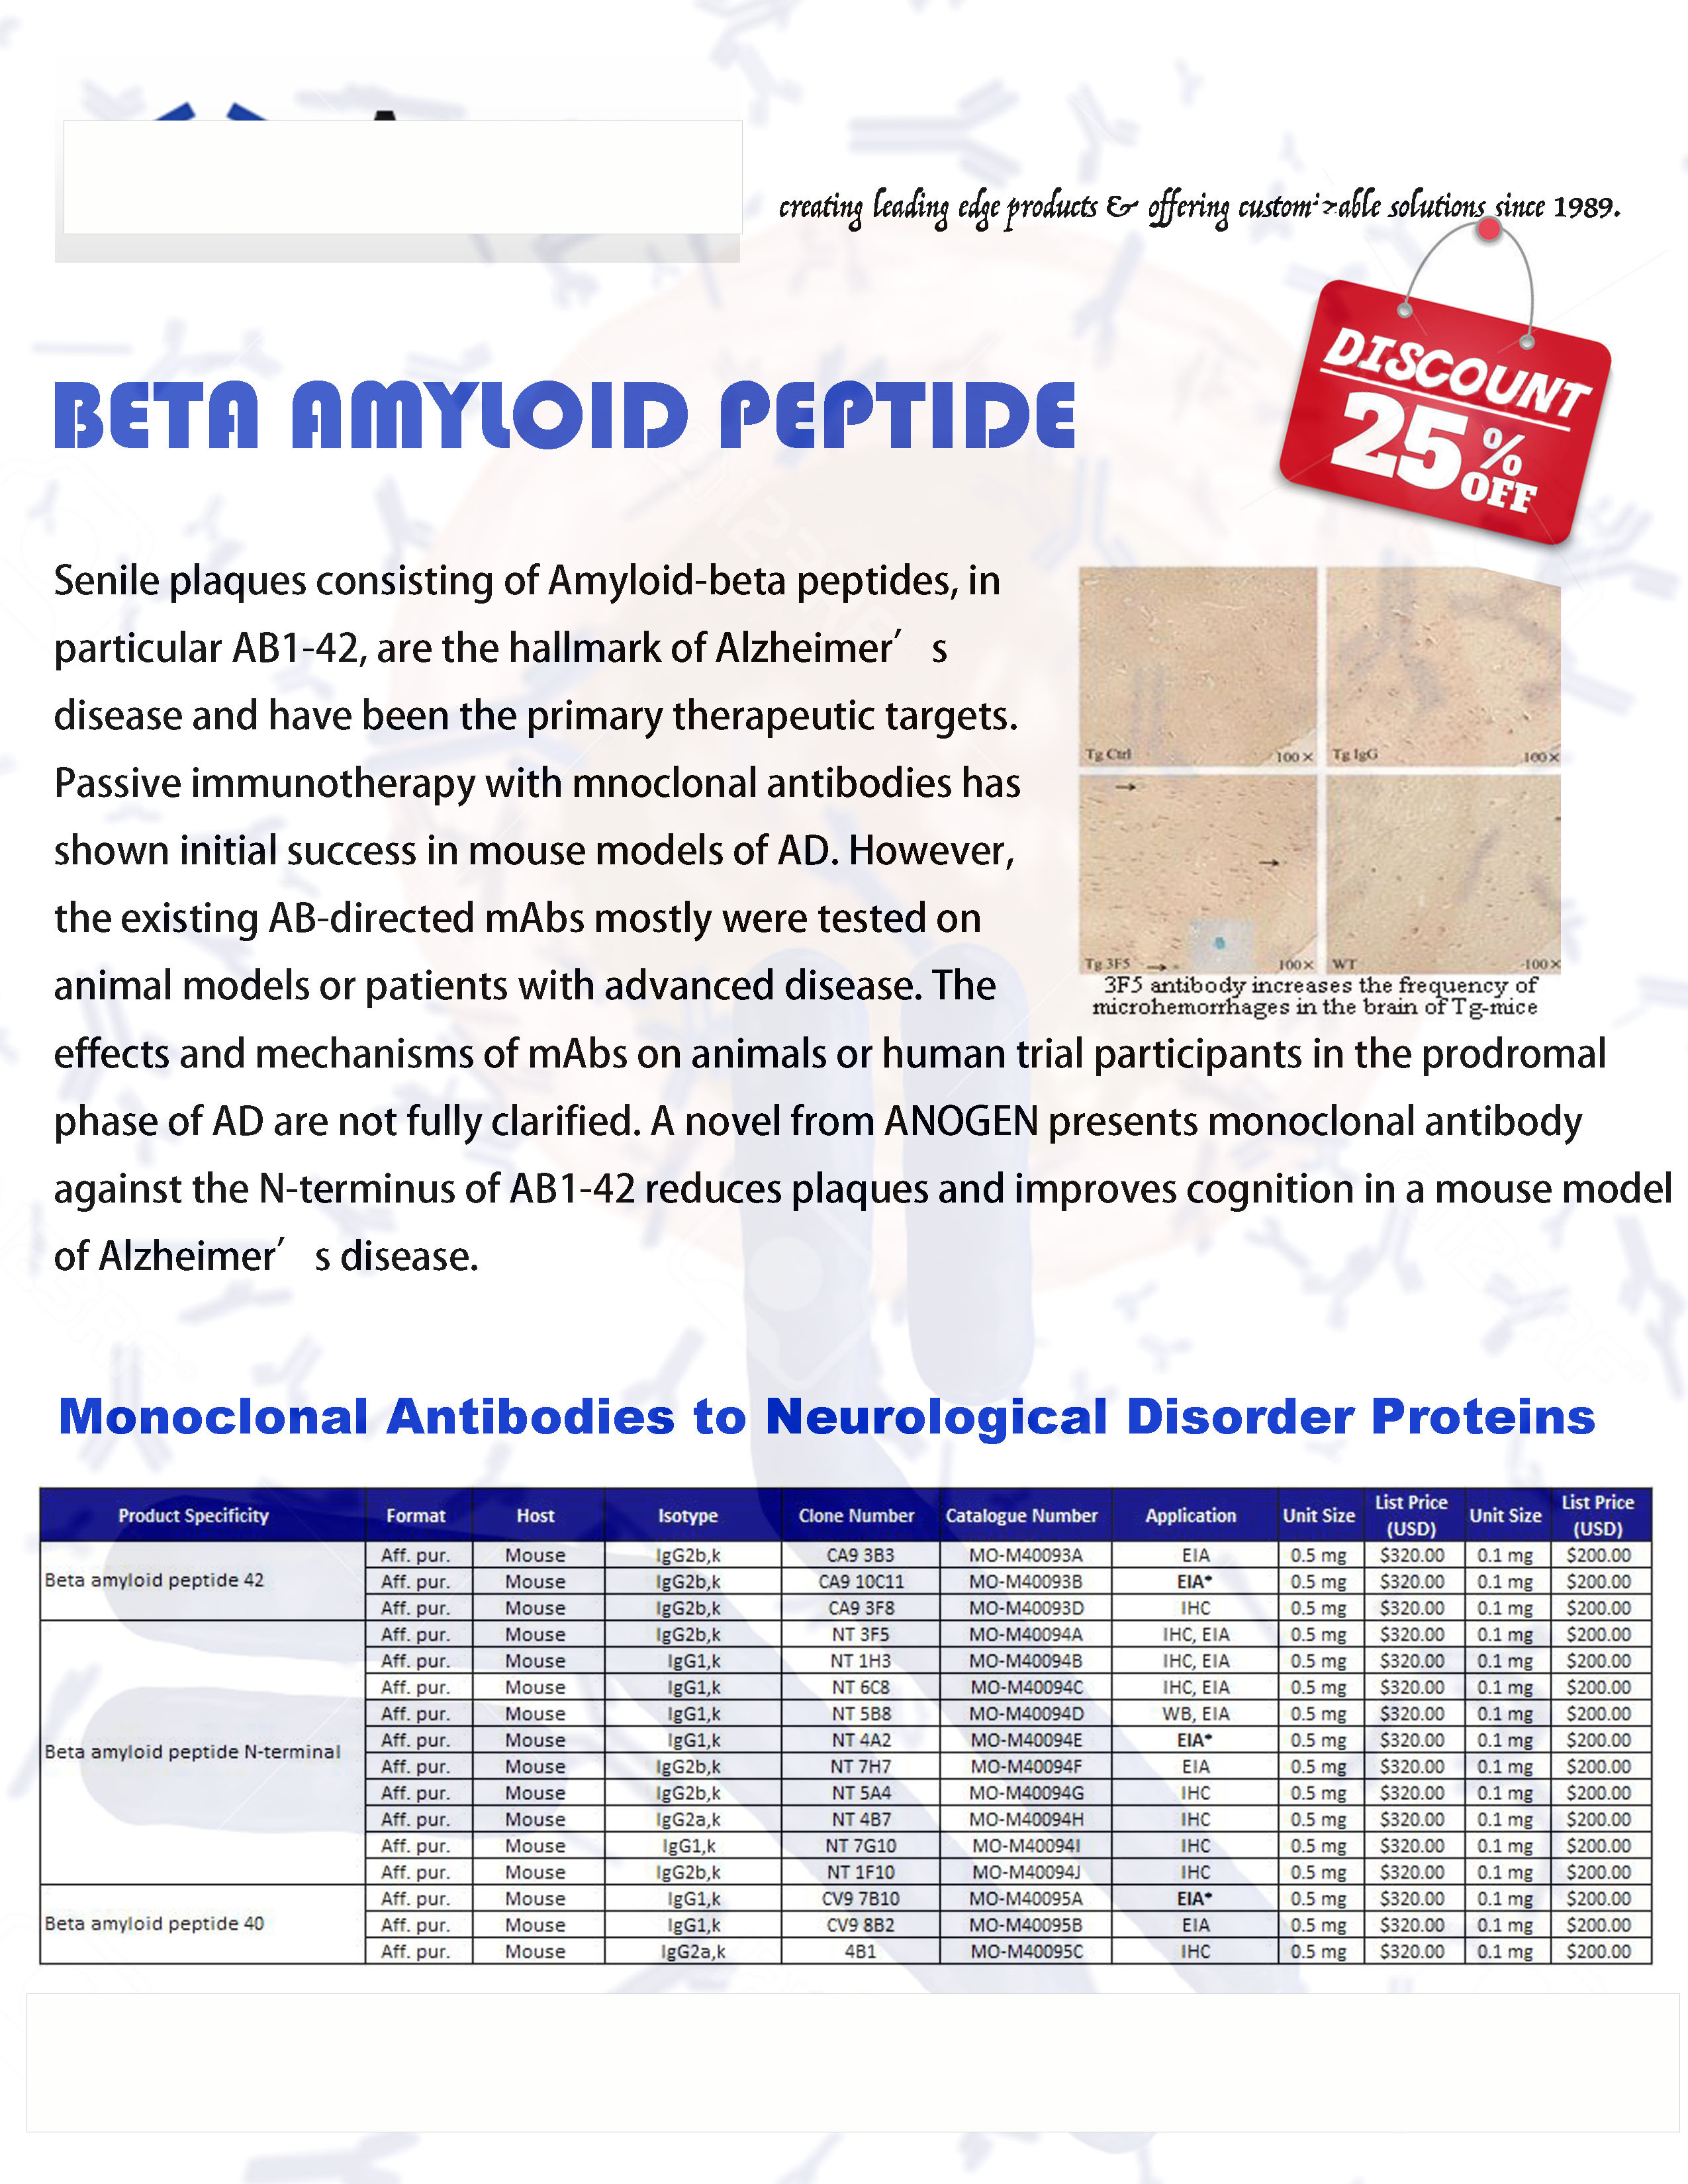 creating leading edge products & offering customizable solutions since 1989.
DISCOUNT
25%
OFF
BETA AMYLOID PEPTIDE
Senile plaques consisting of Amyloid-beta peptides, in
particular AB1-42, are the hallmark of Alzheimer′ s
disease and have been the primary therapeutic targets.
Passive immunotherapy with mnoclonal antibodies has
shown initial success in mouse models of AD. However,
the existing AB-directed mAbs mostly were tested on
animal models or patients with advanced disease. The
effects and mechanisms of mAbs on animals or human trial participants in the prodromal
phase of AD are not fully clarified. A novel from ANOGEN presents monoclonal antibody
against the N-terminus of AB1-42 reduces plaques and improves cognition in a mouse model
of Alzheimer′ s disease.
Tg Ctrl 100× Tg IgG 100×
Tg 3F5 100× WT 100×
3F5 antibody increases the frequency of
microhemorrhages in the brain of Tg-mice
Monoclonal Antibodies to Neurological Disorder Proteins
Product Specificity Format Host Isotype Clone Number Catalogue Number Application Unit Size List Price (USD) Unit Size List Price (USD)
Beta amyloid peptide 42
Aff. pur. Mouse IgG2b,k CA9 3B3 MO-M40093A EIA 0.5 mg $320.00 0.1 mg $200.00
Aff. pur. Mouse IgG2b,k CA9 10C11 MO-M40093B EIA* 0.5 mg $320.00 0.1 mg $200.00
Aff. pur. Mouse IgG2b,k CA9 3F8 MO-M40093D IHC 0.5 mg $320.00 0.1 mg $200.00
Beta amyloid peptide N-terminal
Aff. pur. Mouse IgG2b,k NT 3F5 MO-M40094A IHC, EIA 0.5 mg $320.00 0.1 mg $200.00
Aff. pur. Mouse IgG1,k NT 1H3 MO-M40094B IHC, EIA 0.5 mg $320.00 0.1 mg $200.00
Aff. pur. Mouse IgG1,k NT 6C8 MO-M40094C IHC, EIA 0.5 mg $320.00 0.1 mg $200.00
Aff. pur. Mouse IgG1,k NT 5B8 MO-M40094D WB, EIA 0.5 mg $320.00 0.1 mg $200.00
Aff. pur. Mouse IgG1,k NT 4A2 MO-M40094E EIA* 0.5 mg $320.00 0.1 mg $200.00
Aff. pur. Mouse IgG2b,k NT 7H7 MO-M40094F EIA 0.5 mg $320.00 0.1 mg $200.00
Aff. pur. Mouse IgG2b,k NT 5A4 MO-M40094G IHC 0.5 mg $320.00 0.1 mg $200.00
Aff. pur. Mouse IgG2a,k NT 4B7 MO-M40094H IHC 0.5 mg $320.00 0.1 mg $200.00
Aff. pur. Mouse IgG1,k NT 7G10 MO-M40094I IHC 0.5 mg $320.00 0.1 mg $200.00
Aff. pur. Mouse IgG2b,k NT 1F10 MO-M40094J IHC 0.5 mg $320.00 0.1 mg $200.00
Beta amyloid peptide 40
Aff. pur. Mouse IgG1,k CV9 7B10 MO-M40095A EIA* 0.5 mg $320.00 0.1 mg $200.00
Aff. pur. Mouse IgG1,k CV9 8B2 MO-M40095B EIA 0.5 mg $320.00 0.1 mg $200.00
Aff. pur. Mouse IgG2a,k 4B1 MO-M40095C IHC 0.5 mg $320.00 0.1 mg $200.00